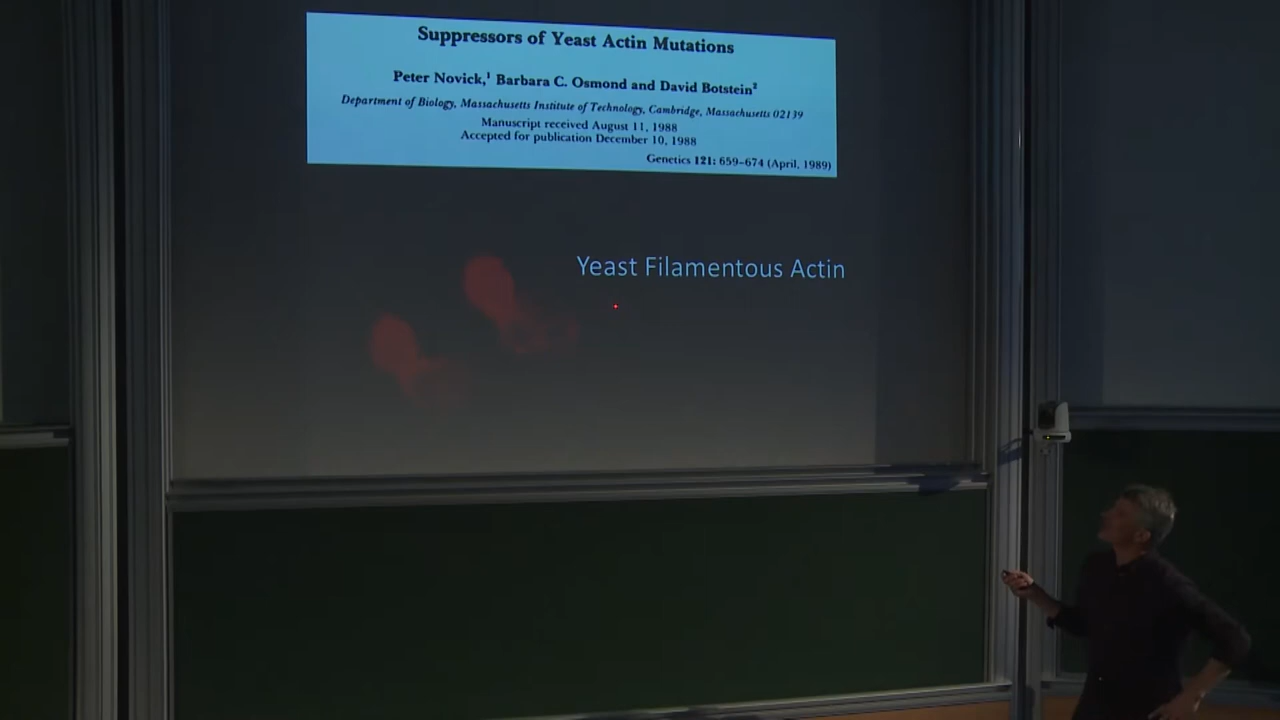 Suppressors of Yeast Actin Mutations
Peter Novick,¹ Barbara C. Osmond and David Botstein²
Department of Biology, Massachusetts Institute of Technology, Cambridge, Massachusetts 02139
Manuscript received August 11, 1988
Accepted for publication December 10, 1988
Genetics 121: 659–674 (April, 1989)
Yeast Filamentous Actin